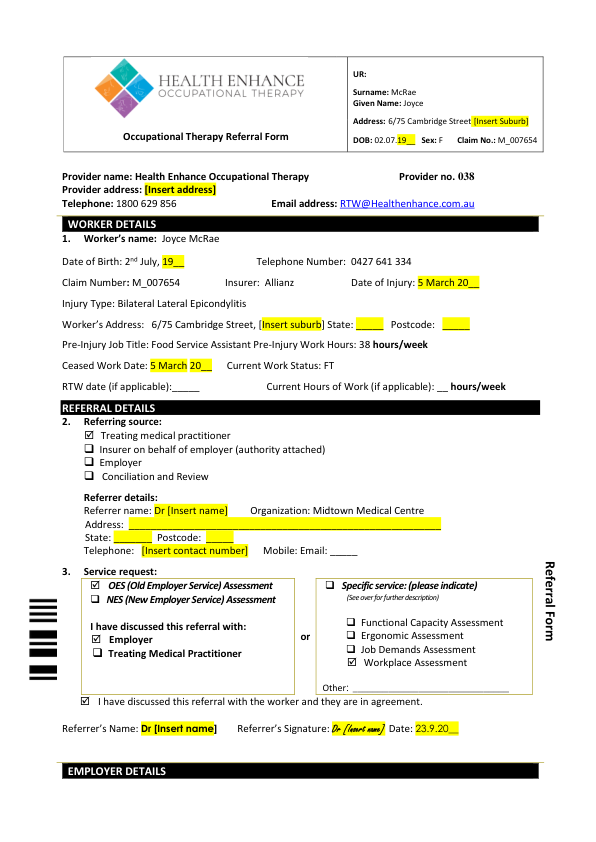 HEALTH ENHANCE
OCCUPATIONAL THERAPY
Occupational Therapy Referral Form
UR:
Surname: McRae
Given Name: Joyce
Address: 6/75 Cambridge Street [Insert Suburb]
DOB: 02.07.19__ Sex: F Claim No.: M_007654
Provider name: Health Enhance Occupational Therapy Provider no. 038
Provider address: [Insert address]
Telephone: 1800 629 856 Email address: RTW@Healthenhance.com.au
WORKER DETAILS
1. Worker's name: Joyce McRae
Date of Birth: 2nd July, 19__ Telephone Number: 0427 641 334
Claim Number: M_007654 Insurer: Allianz Date of Injury: 5 March 20__
Injury Type: Bilateral Lateral Epicondylitis
Worker's Address: 6/75 Cambridge Street, [Insert suburb] State: _____ Postcode: _____
Pre-Injury Job Title: Food Service Assistant Pre-Injury Work Hours: 38 hours/week
Ceased Work Date: 5 March 20__ Current Work Status: FT
RTW date (if applicable):_____ Current Hours of Work (if applicable): __ hours/week
REFERRAL DETAILS
2. Referring source:
☑ Treating medical practitioner
☐ Insurer on behalf of employer (authority attached)
☐ Employer
☐ Conciliation and Review
Referrer details:
Referrer name: Dr [Insert name] Organization: Midtown Medical Centre
Address: ______________________________
State: _______ Postcode: _____
Telephone: [Insert contact number] Mobile: Email: _____
3. Service request:
☑ OES (Old Employer Service) Assessment
☐ NES (New Employer Service) Assessment
I have discussed this referral with:
☑ Employer
☐ Treating Medical Practitioner
or
☐ Specific service: (please indicate)
(See over for further description)
☐ Functional Capacity Assessment
☐ Ergonomic Assessment
☐ Job Demands Assessment
☑ Workplace Assessment
Other: ______________________________
☑ I have discussed this referral with the worker and they are in agreement.
Referrer's Name: Dr [Insert name] Referrer's Signature: Dr [Insert name] Date: 23.9.20__
EMPLOYER DETAILS
Referral Form